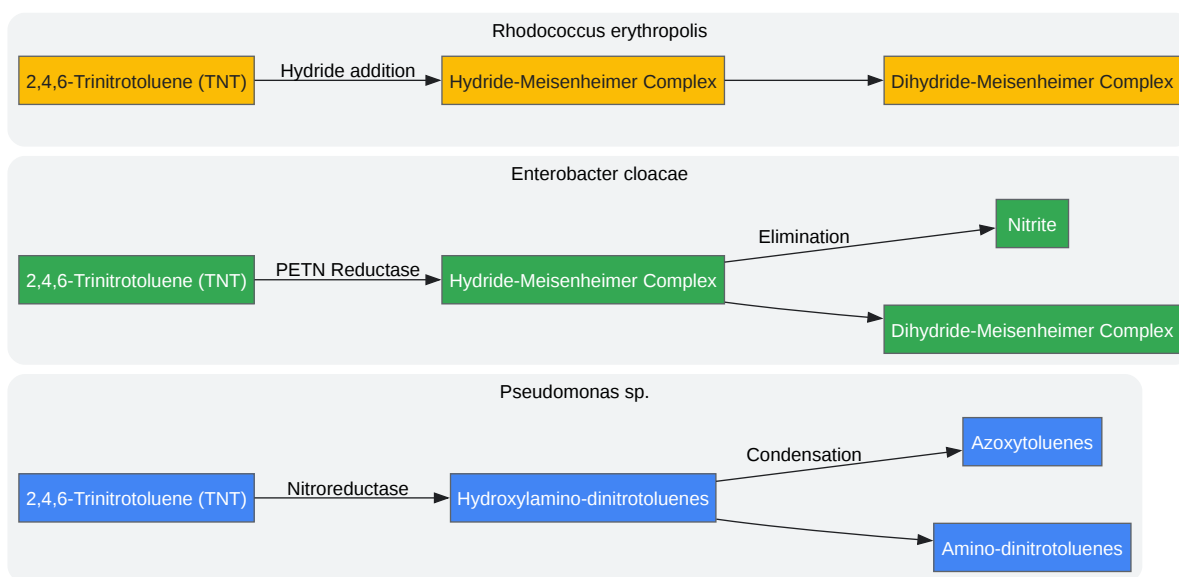 Rhodococcus erythropolis
2,4,6-Trinitrotoluene (TNT)
Hydride addition
Hydride-Meisenheimer Complex
Dihydride-Meisenheimer Complex
Enterobacter cloacae
2,4,6-Trinitrotoluene (TNT)
PETN Reductase
Hydride-Meisenheimer Complex
Elimination
Nitrite
Dihydride-Meisenheimer Complex
Pseudomonas sp.
2,4,6-Trinitrotoluene (TNT)
Nitroreductase
Hydroxylamino-dinitrotoluenes
Condensation
Azoxytoluenes
Amino-dinitrotoluenes